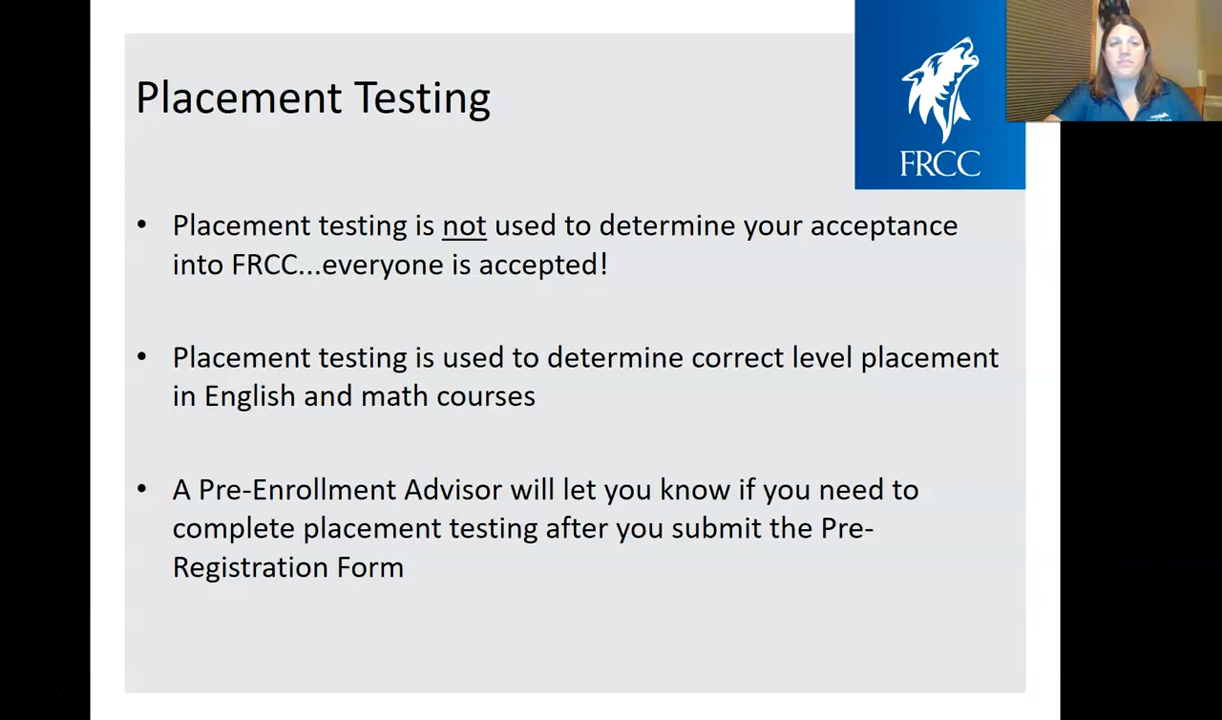 Placement Testing
FRCC
• Placement testing is not used to determine your acceptance
into FRCC...everyone is accepted!
• Placement testing is used to determine correct level placement
in English and math courses
• A Pre-Enrollment Advisor will let you know if you need to
complete placement testing after you submit the Pre-
Registration Form